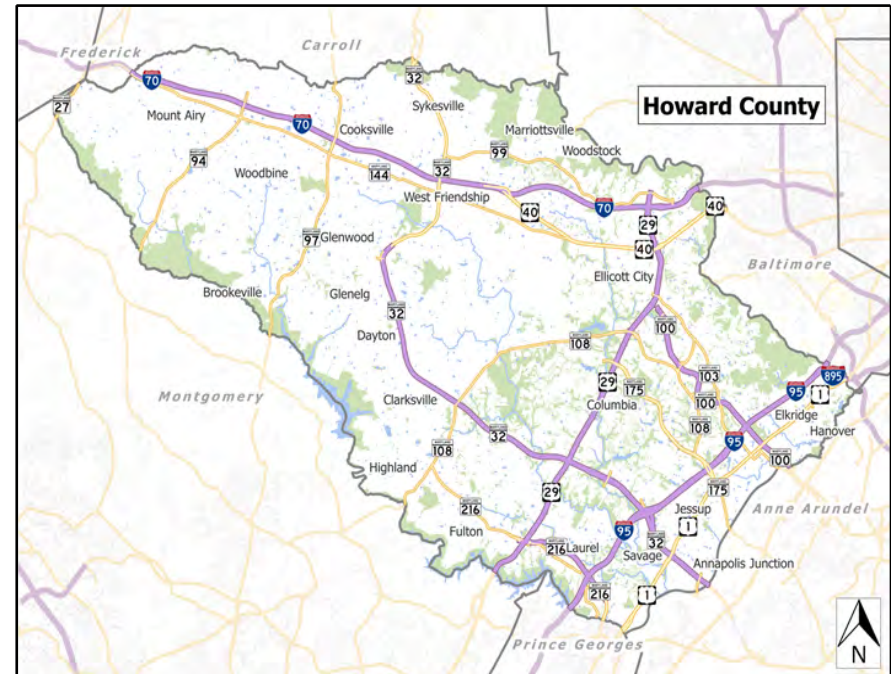 Howard County
Frederick
Carroll
Baltimore
Montgomery
Anne Arundel
Prince Georges
70
32
27
Mount Airy
Sykesville
70
Cooksville
Marriottsville
94
99
Woodstock
Woodbine
144
32
West Friendship
70
40
40
29
97
Glenwood
40
Ellicott City
Brookeville
Glenelg
32
Dayton
100
108
29
175
103
895
95
1
Clarksville
Columbia
100
Elkridge
Hanover
108
32
108
95
100
Highland
29
175
216
Jessup
Fulton
95
1
216
Laurel
Savage
32
Annapolis Junction
216
1
N